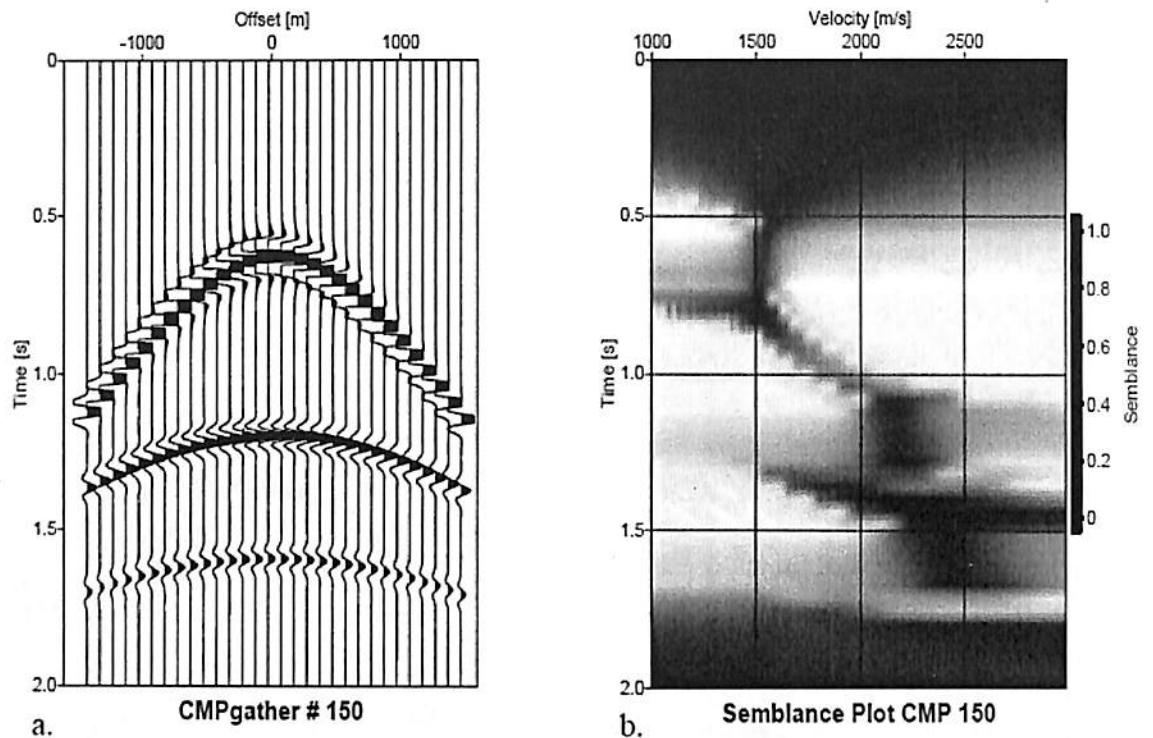 Offset [m]
-1000 0 1000
0
0.5
1.0
1.5
2.0
Time [s]
CMPgather # 150
a.
Velocity [m/s]
1000 1500 2000 2500
0
0.5
1.0
1.5
2.0
Time [s]
1.0
0.8
0.6
0.4
0.2
0
Semblance
Semblance Plot CMP 150
b.